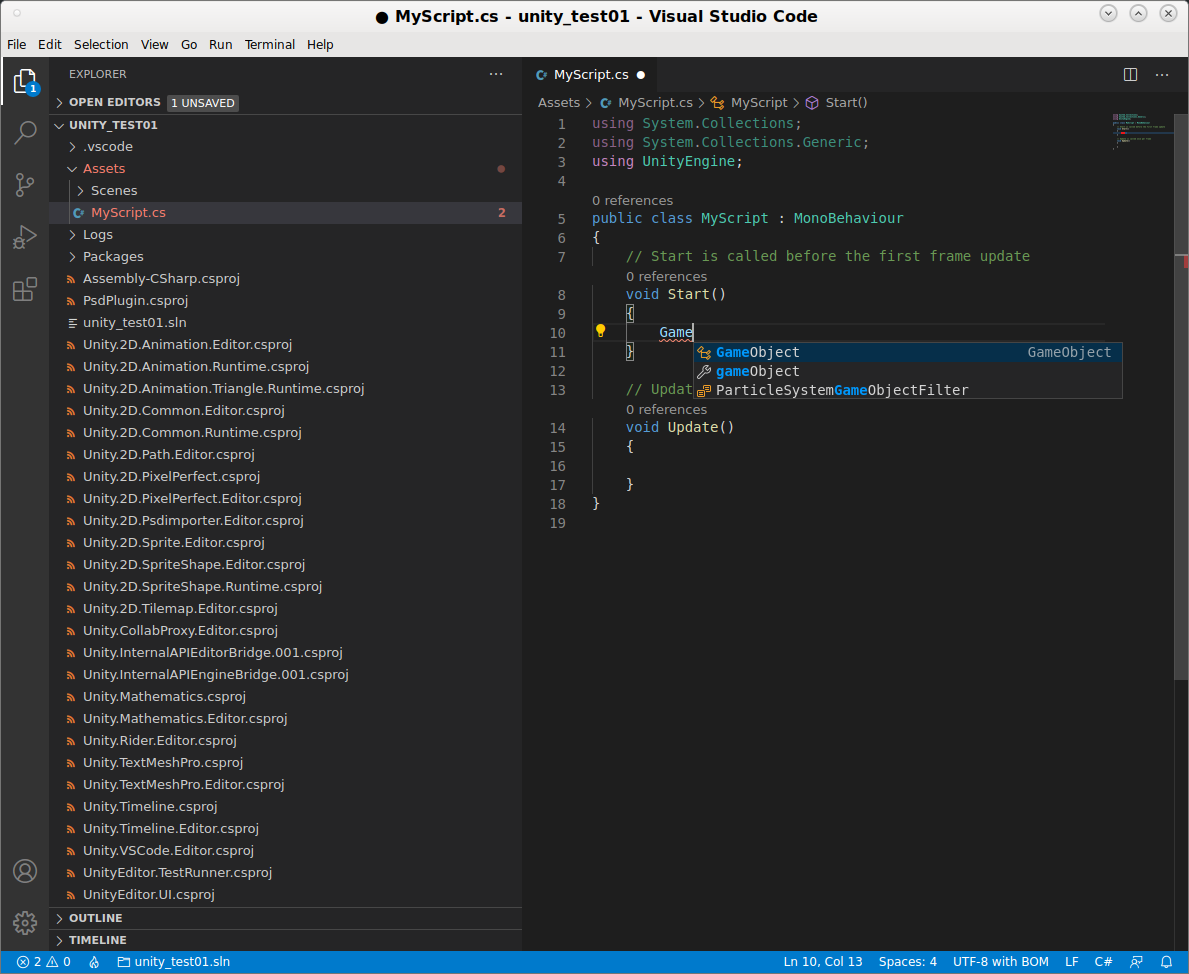 ● MyScript.cs - unity_test01 - Visual Studio Code
File Edit Selection View Go Run Terminal Help
1
EXPLORER ···
OPEN EDITORS 1 UNSAVED
UNITY_TEST01
.vscode
Assets
Scenes
MyScript.cs 2
Logs
Packages
Assembly-CSharp.csproj
PsdPlugin.csproj
unity_test01.sln
Unity.2D.Animation.Editor.csproj
Unity.2D.Animation.Runtime.csproj
Unity.2D.Animation.Triangle.Runtime.csproj
Unity.2D.Common.Editor.csproj
Unity.2D.Common.Runtime.csproj
Unity.2D.Path.Editor.csproj
Unity.2D.PixelPerfect.csproj
Unity.2D.PixelPerfect.Editor.csproj
Unity.2D.Psdimporter.Editor.csproj
Unity.2D.Sprite.Editor.csproj
Unity.2D.SpriteShape.Editor.csproj
Unity.2D.SpriteShape.Runtime.csproj
Unity.2D.Tilemap.Editor.csproj
Unity.CollabProxy.Editor.csproj
Unity.InternalAPIEditorBridge.001.csproj
Unity.InternalAPIEngineBridge.001.csproj
Unity.Mathematics.csproj
Unity.Mathematics.Editor.csproj
Unity.Rider.Editor.csproj
Unity.TextMeshPro.csproj
Unity.TextMeshPro.Editor.csproj
Unity.Timeline.csproj
Unity.Timeline.Editor.csproj
Unity.VSCode.Editor.csproj
UnityEditor.TestRunner.csproj
UnityEditor.UI.csproj
OUTLINE
TIMELINE
MyScript.cs ●
Assets > MyScript.cs > MyScript > Start()
1 using System.Collections;
2 using System.Collections.Generic;
3 using UnityEngine;
4
0 references
5 public class MyScript : MonoBehaviour
6 {
7 // Start is called before the first frame update
0 references
8 void Start()
9 {
10 Game
11 }
GameObject GameObject
12
gameObject
13 // Updat
ParticleSystemGameObjectFilter
0 references
14 void Update()
15 {
16
17 }
18 }
19
2 0 unity_test01.sln Ln 10, Col 13 Spaces: 4 UTF-8 with BOM LF C#